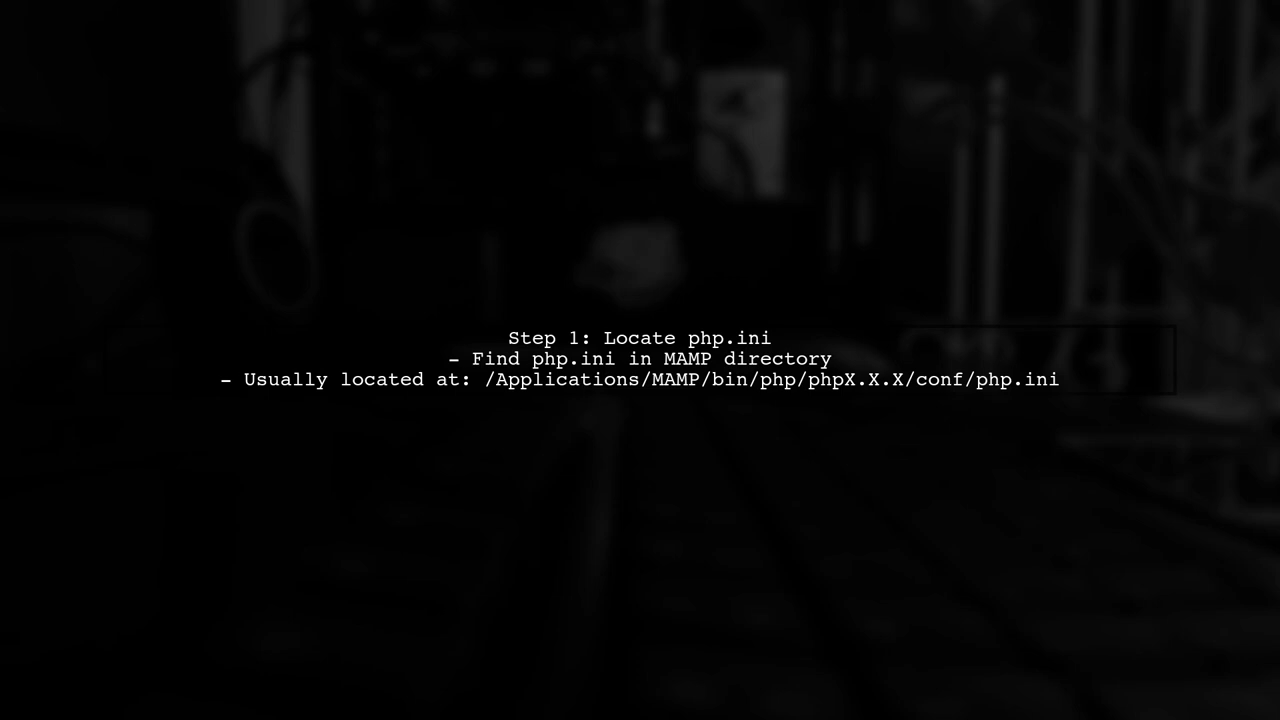 Step 1: Locate php.ini
- Find php.ini in MAMP directory
- Usually located at: /Applications/MAMP/bin/php/phpX.X.X/conf/php.ini